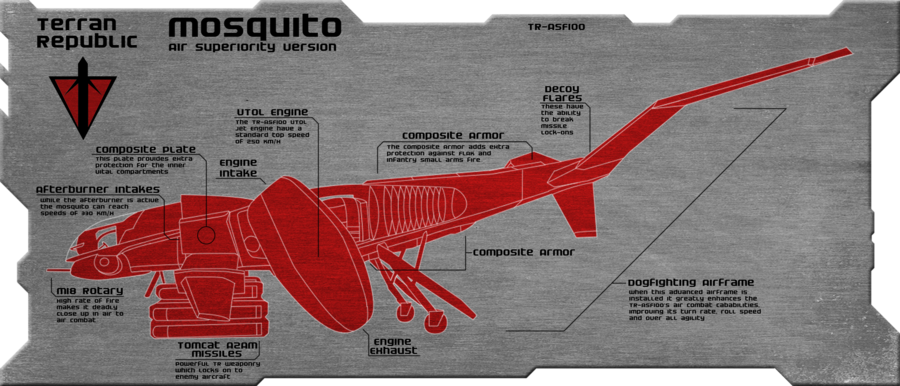 Terran
Republic
mosquito
Air superiority version
TR-ASF100
Decoy
Flares
These have
the ability
to break
missile
lock-ons
VTOL Engine
The TR-ASF100 VTOL
jet engine have a
standard top speed
of 250 KM/H
Composite Armor
The composite armor adds extra
protection against FLAK and
infantry small arms fire
Composite Plate
This plate provides extra
protection for the inner
vital compartments
Engine
Intake
Afterburner Intakes
While the afterburner is active
the mosquito can reach
speeds of 330 KM/H
Composite Armor
M18 Rotary
High rate of fire
makes it deadly
close up in air to
air combat
Dogfighting Airframe
When this advanced airframe is
installed it greatly enhances the
TR-ASF100's air combat cababilities,
improving its turn rate, roll speed
and over all agility
Tomcat A2AM
missiles
Powerful TR weaponry
which locks on to
enemy aircraft
Engine
Exhaust